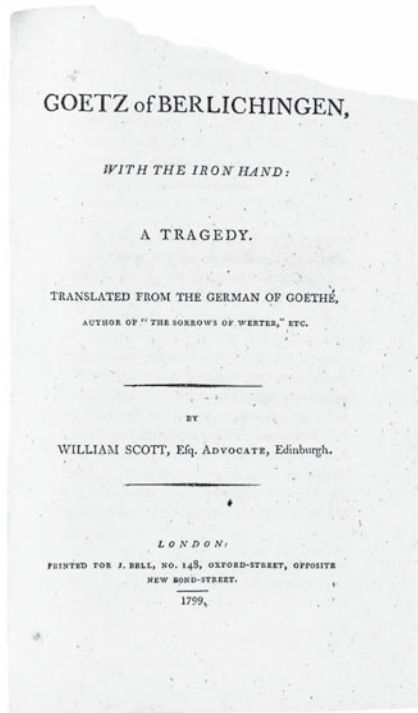 GOETZ of BERLICHINGEN,
WITH THE IRON HAND:
A TRAGEDY.
TRANSLATED FROM THE GERMAN OF GOETHÉ,
AUTHOR OF "THE SORROWS OF WERTER," ETC.
BY
WILLIAM SCOTT, Eſq. ADVOCATE, Edinburgh.
LONDON:
PRINTED FOR J. BELL, NO. 148, OXFORD-STREET, OPPOSITE
NEW BOND-STREET.
1799.